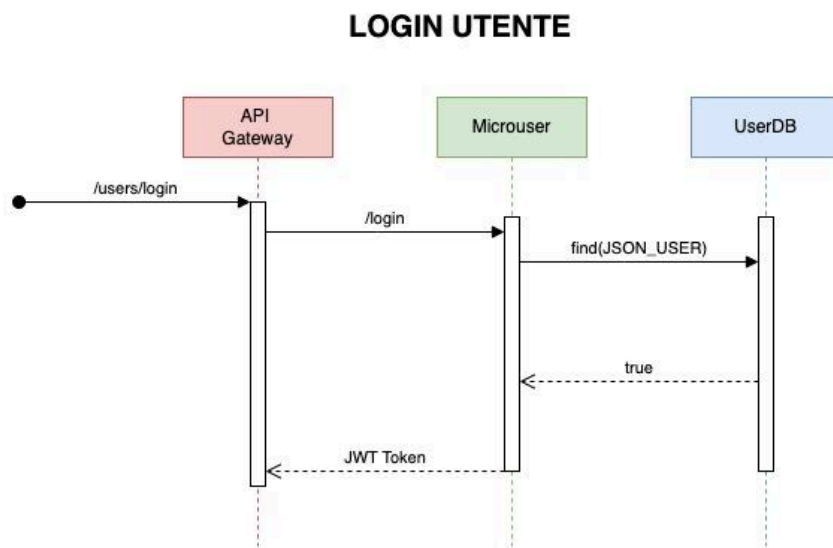 LOGIN UTENTE
API
Gateway
Microuser
UserDB
/users/login
/login
find(JSON_USER)
true
JWT Token